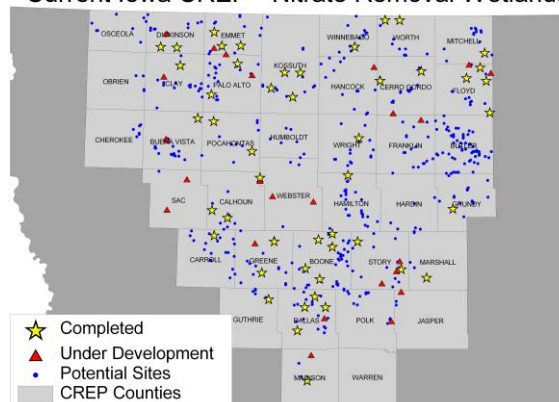 Current Iowa CREP Nitrate Removal Wetlands
OSCEOLA DICKINSON EMMET WINNEBAGO WORTH MITCHELL
OBRIEN CLAY PALO ALTO KOSSUTH HANCOCK CERRO GORDO FLOYD
CHEROKEE BUENA VISTA POCAHONTAS HUMBOLDT WRIGHT FRANKLIN BUTLER
SAC CALHOUN WEBSTER HAMILTON HARDIN GRUNDY
CARROLL GREENE BOONE STORY MARSHALL
GUTHRIE DALLAS POLK JASPER
MADISON WARREN
Completed
Under Development
Potential Sites
CREP Counties